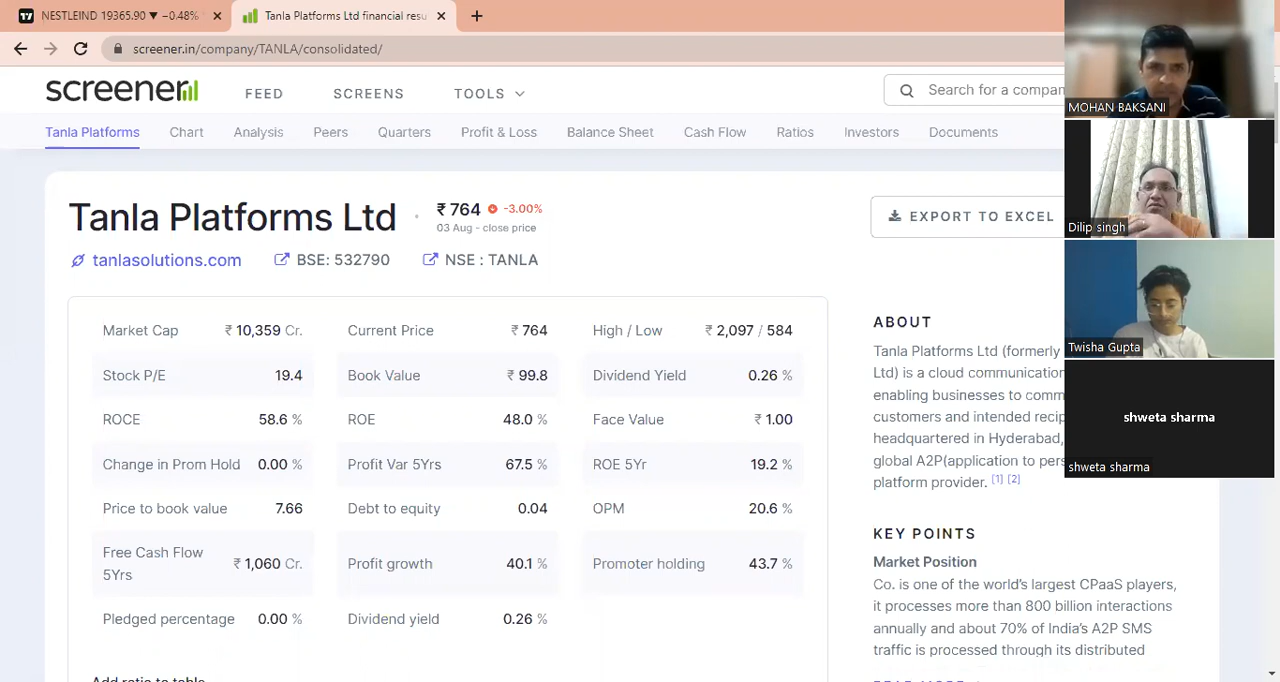 NESTLEIND 19365.90 ▼ −0.48%
Tanla Platforms Ltd financial resu
screener.in/company/TANLA/consolidated/
screener
FEED
SCREENS
TOOLS
Search for a compan
Tanla Platforms
Chart
Analysis
Peers
Quarters
Profit & Loss
Balance Sheet
Cash Flow
Ratios
Investors
Documents
Tanla Platforms Ltd
₹ 764 -3.00%
03 Aug - close price
EXPORT TO EXCEL
tanlasolutions.com
BSE: 532790
NSE : TANLA
Market Cap ₹ 10,359 Cr.
Current Price ₹ 764
High / Low ₹ 2,097 / 584
Stock P/E 19.4
Book Value ₹ 99.8
Dividend Yield 0.26 %
ROCE 58.6 %
ROE 48.0 %
Face Value ₹ 1.00
Change in Prom Hold 0.00 %
Profit Var 5Yrs 67.5 %
ROE 5Yr 19.2 %
Price to book value 7.66
Debt to equity 0.04
OPM 20.6 %
Free Cash Flow
5Yrs ₹ 1,060 Cr.
Profit growth 40.1 %
Promoter holding 43.7 %
Pledged percentage 0.00 %
Dividend yield 0.26 %
Add ratio to table
ABOUT
Tanla Platforms Ltd (formerly
Ltd) is a cloud communication
enabling businesses to comm
customers and intended recip
headquartered in Hyderabad,
global A2P(application to pers
platform provider. [1] [2]
KEY POINTS
Market Position
Co. is one of the world's largest CPaaS players,
it processes more than 800 billion interactions
annually and about 70% of India's A2P SMS
traffic is processed through its distributed
MOHAN BAKSANI
Dilip singh
Twisha Gupta
shweta sharma
shweta sharma